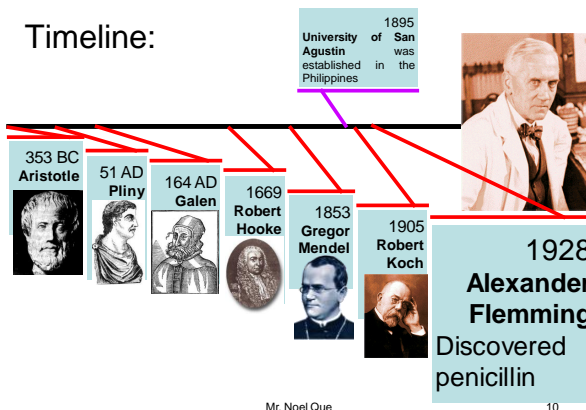 Timeline:
1895
University of San
Agustin was
established in the
Philippines
353 BC
Aristotle
51 AD
Pliny
164 AD
Galen
1669
Robert
Hooke
1853
Gregor
Mendel
1905
Robert
Koch
1928
Alexander
Flemming
Discovered
penicillin
Mr. Noel Que
10